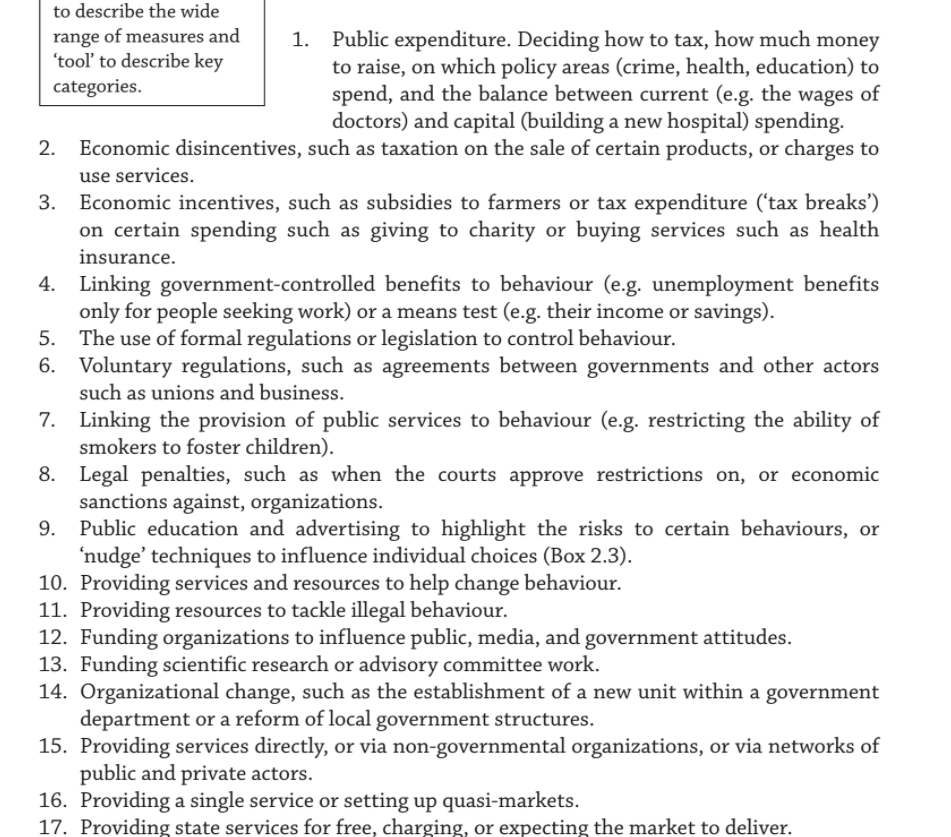 to describe the wide
range of measures and
‘tool’ to describe key
categories.
1. Public expenditure. Deciding how to tax, how much money
to raise, on which policy areas (crime, health, education) to
spend, and the balance between current (e.g. the wages of
doctors) and capital (building a new hospital) spending.
2. Economic disincentives, such as taxation on the sale of certain products, or charges to
use services.
3. Economic incentives, such as subsidies to farmers or tax expenditure (‘tax breaks’)
on certain spending such as giving to charity or buying services such as health
insurance.
4. Linking government-controlled benefits to behaviour (e.g. unemployment benefits
only for people seeking work) or a means test (e.g. their income or savings).
5. The use of formal regulations or legislation to control behaviour.
6. Voluntary regulations, such as agreements between governments and other actors
such as unions and business.
7. Linking the provision of public services to behaviour (e.g. restricting the ability of
smokers to foster children).
8. Legal penalties, such as when the courts approve restrictions on, or economic
sanctions against, organizations.
9. Public education and advertising to highlight the risks to certain behaviours, or
‘nudge’ techniques to influence individual choices (Box 2.3).
10. Providing services and resources to help change behaviour.
11. Providing resources to tackle illegal behaviour.
12. Funding organizations to influence public, media, and government attitudes.
13. Funding scientific research or advisory committee work.
14. Organizational change, such as the establishment of a new unit within a government
department or a reform of local government structures.
15. Providing services directly, or via non-governmental organizations, or via networks of
public and private actors.
16. Providing a single service or setting up quasi-markets.
17. Providing state services for free, charging, or expecting the market to deliver.